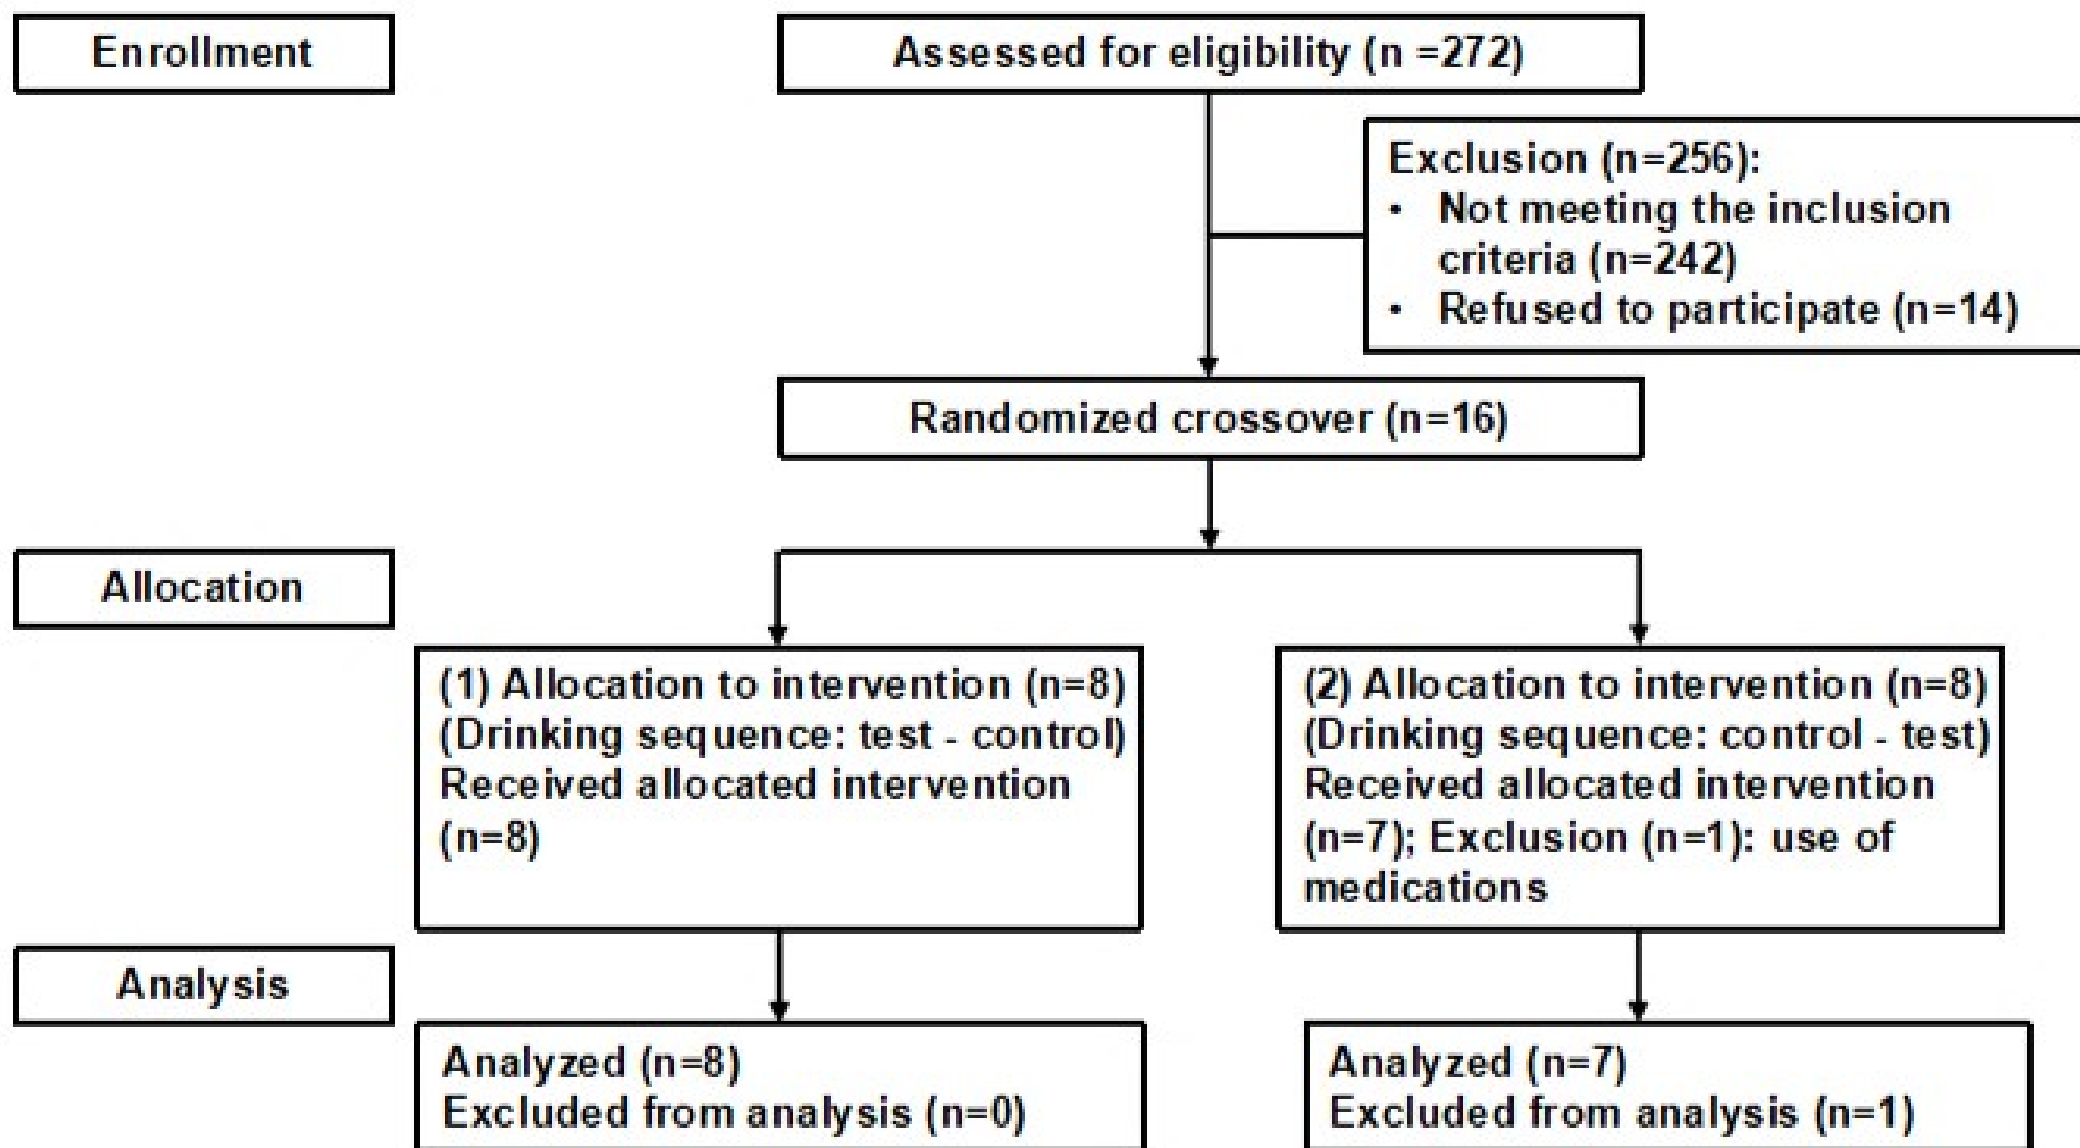 Enrollment
Assessed for eligibility (n =272)
Exclusion (n=256):
• Not meeting the inclusion
criteria (n=242)
• Refused to participate (n=14)
Randomized crossover (n=16)
Allocation
(1) Allocation to intervention (n=8)
(Drinking sequence: test - control)
Received allocated intervention
(n=8)
(2) Allocation to intervention (n=8)
(Drinking sequence: control - test)
Received allocated intervention
(n=7); Exclusion (n=1): use of
medications
Analysis
Analyzed (n=8)
Excluded from analysis (n=0)
Analyzed (n=7)
Excluded from analysis (n=1)